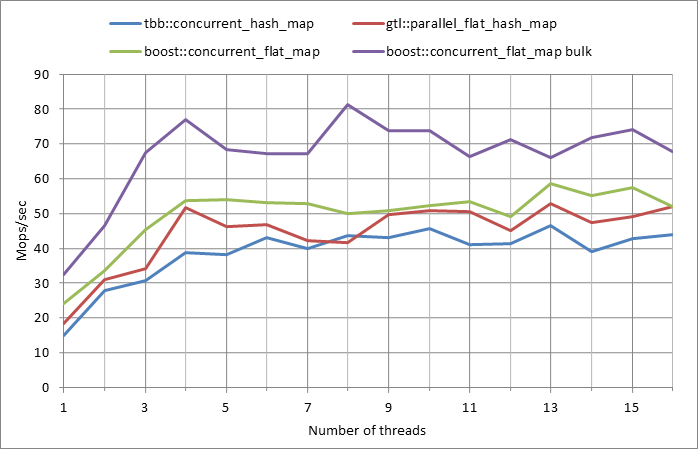 tbb::concurrent_hash_map gtl::parallel_flat_hash_map
boost::concurrent_flat_map boost::concurrent_flat_map bulk
90
80
70
60
50
40
30
20
10
0
Mops/sec
1 3 5 7 9 11 13 15
Number of threads